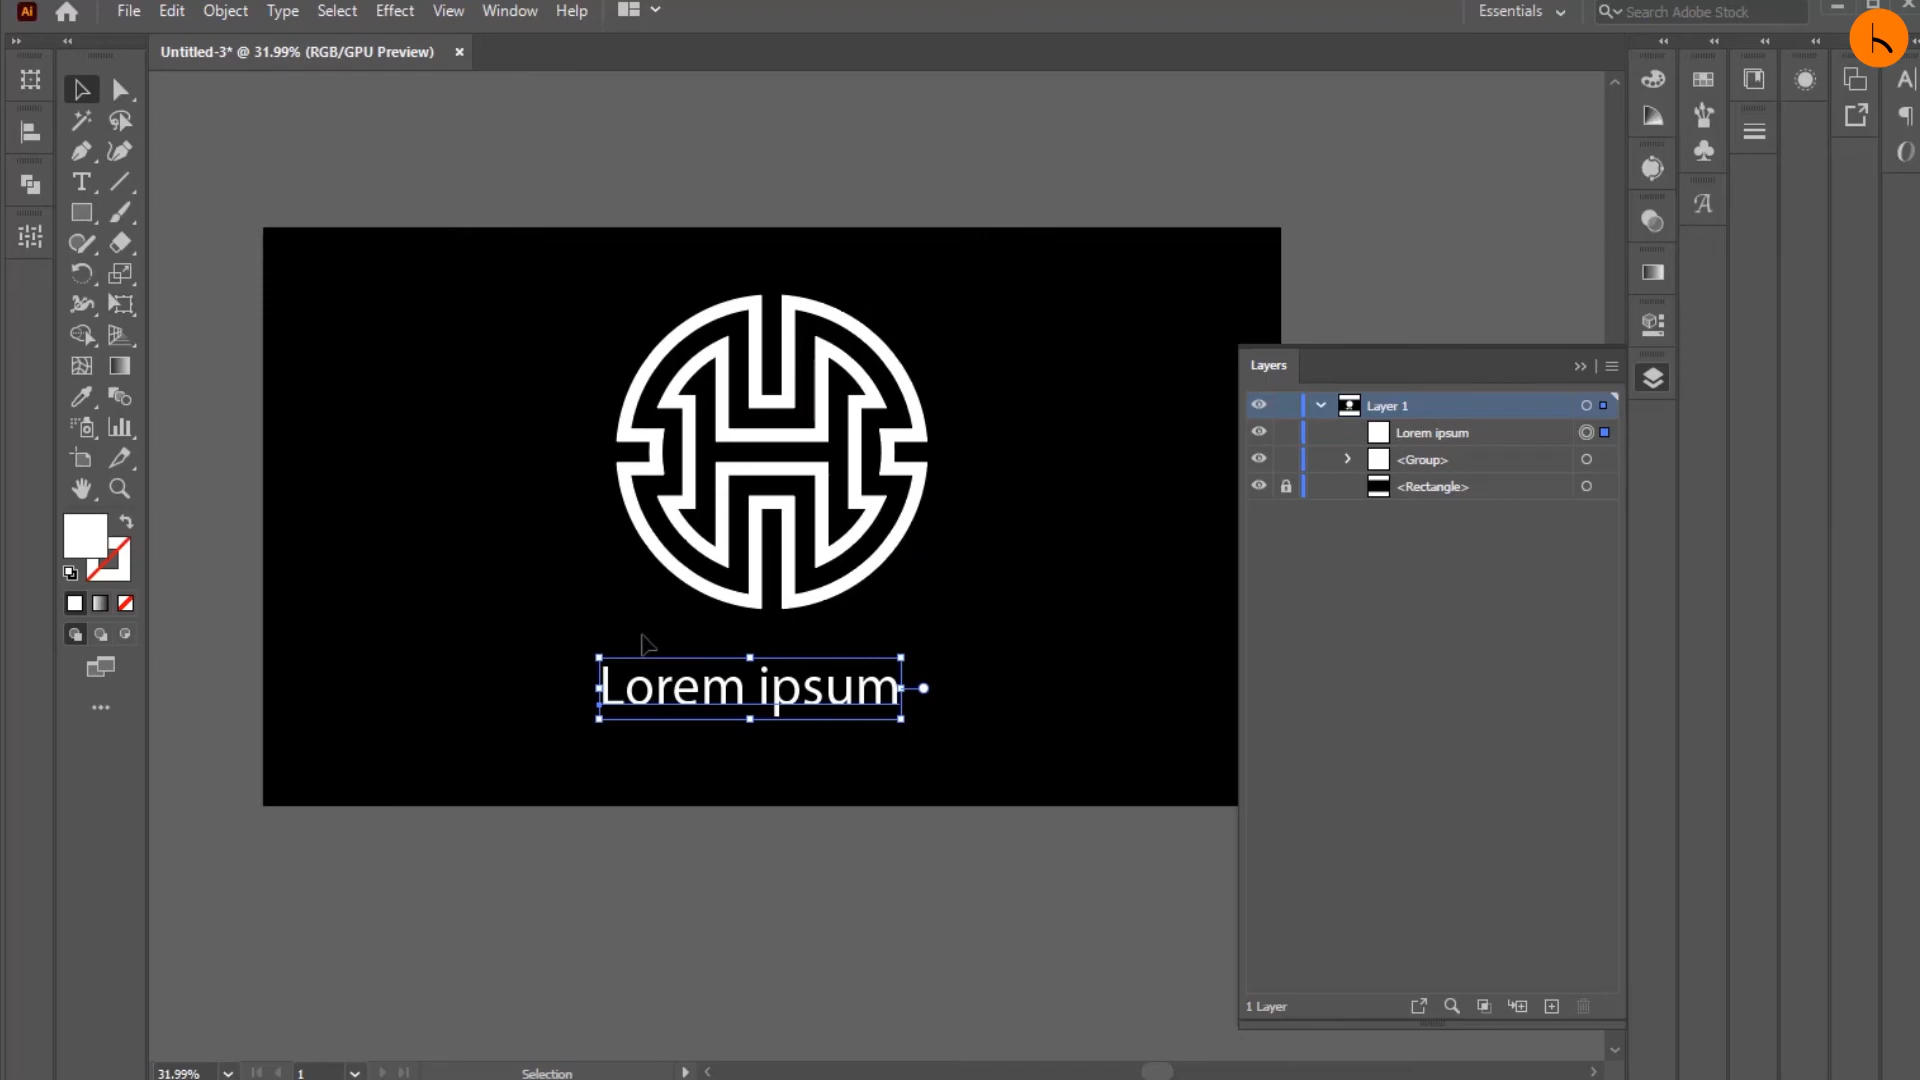 Ai File Edit Object Type Select Effect View Window Help Essentials Search Adobe Stock
Untitled-3* @ 31.99% (RGB/GPU Preview) ×
Layers
Layer 1
Lorem ipsum
<Group>
<Rectangle>
Lorem ipsum
1 Layer
31.99% 1 Selection